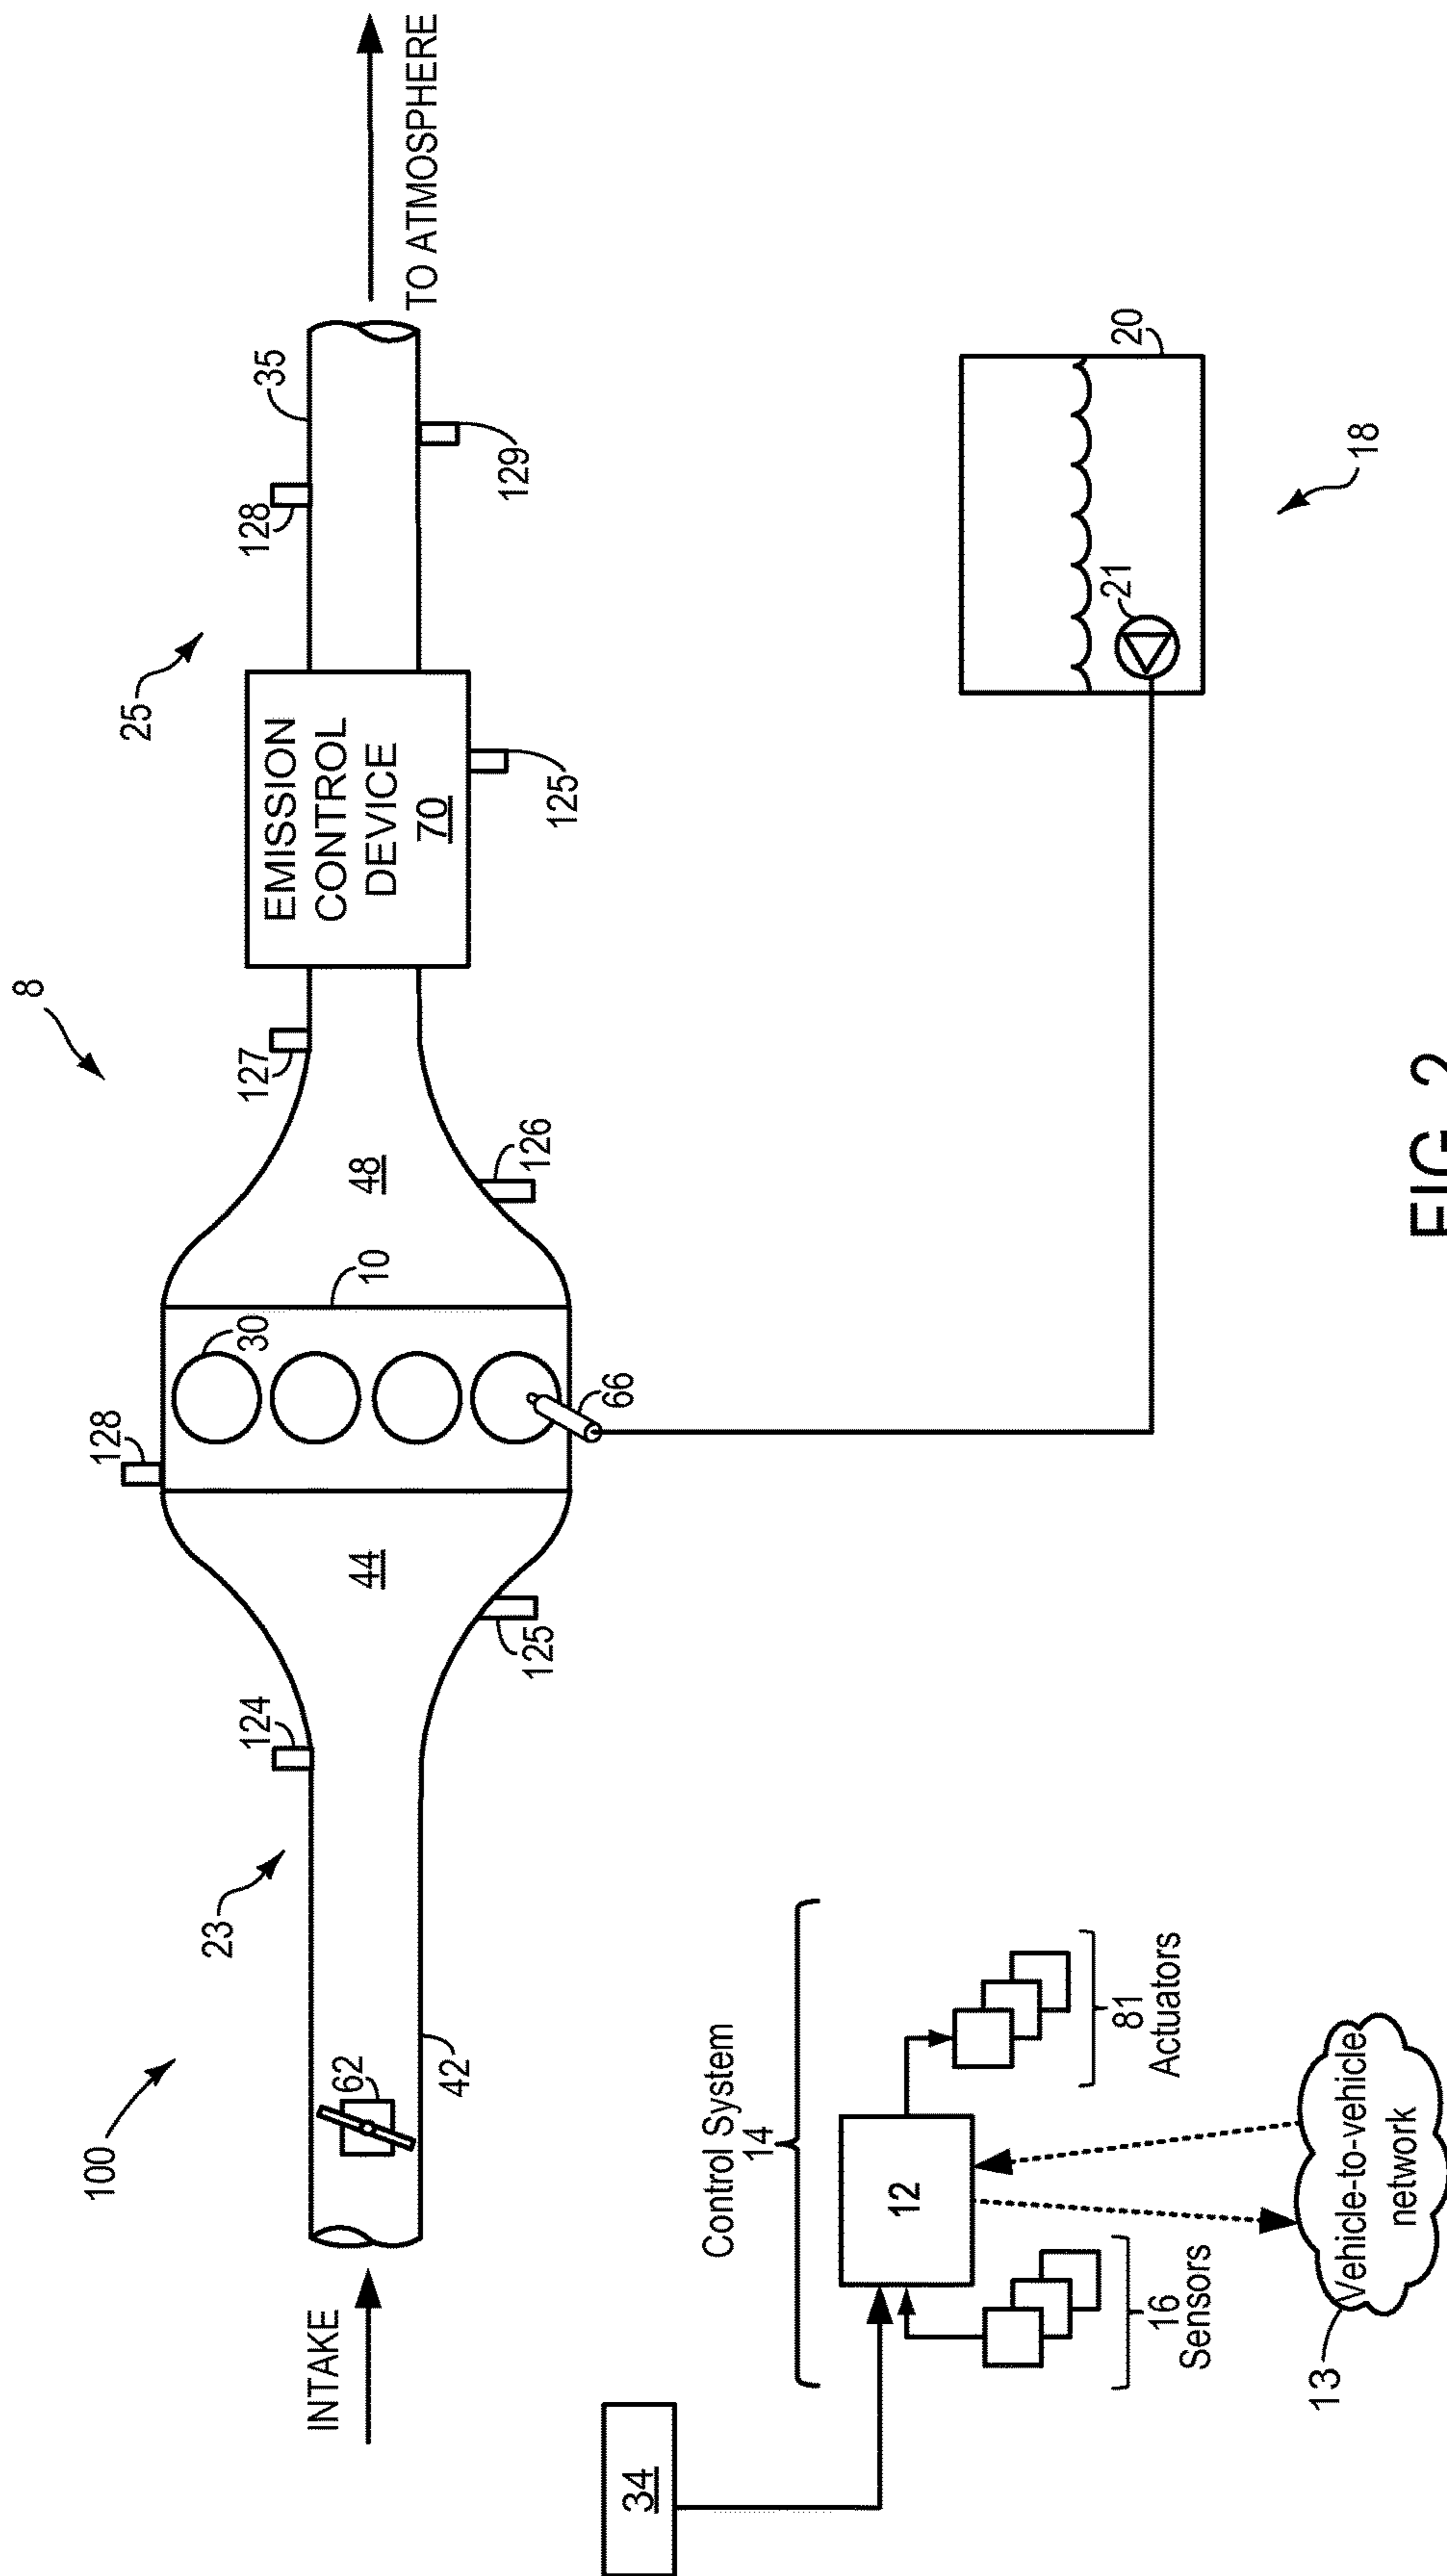 100
23
8
25
INTAKE
62
42
124
44
125
128
30
10
66
48
126
127
EMISSION
CONTROL
DEVICE
70
125
128
35
129
TO ATMOSPHERE
34
Control System
14
12
16
Sensors
81
Actuators
13
Vehicle-to-vehicle
network
21
20
18
FIG. 2